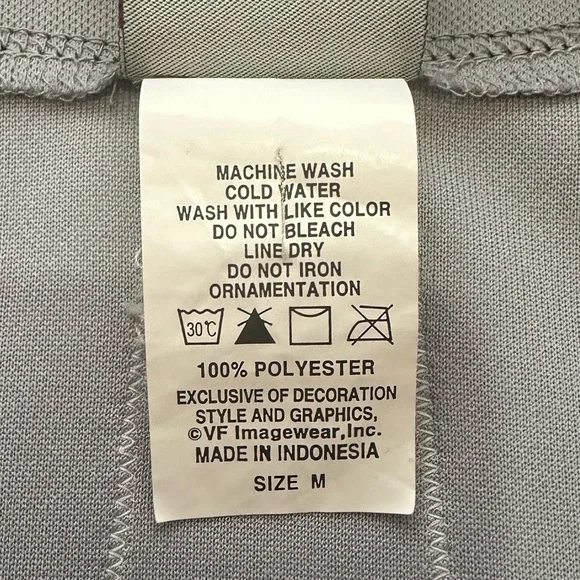 MACHINE WASH
COLD WATER
WASH WITH LIKE COLOR
DO NOT BLEACH
LINE DRY
DO NOT IRON
ORNAMENTATION
30℃
100% POLYESTER
EXCLUSIVE OF DECORATION
STYLE AND GRAPHICS,
©VF Imagewear,Inc.
MADE IN INDONESIA
SIZE M